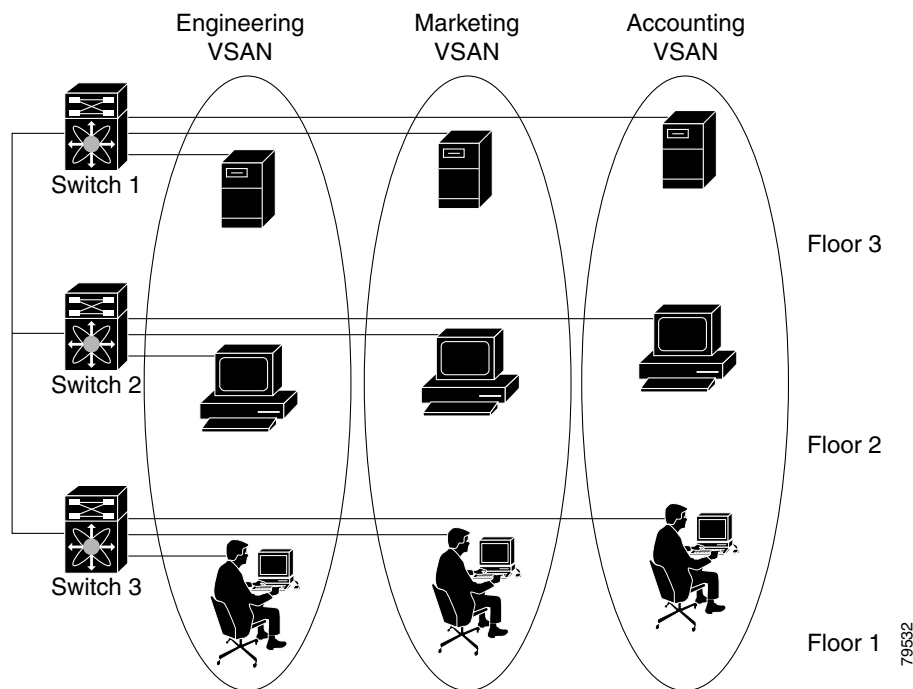 Engineering
VSAN
Marketing
VSAN
Accounting
VSAN
Switch 1
Floor 3
Switch 2
Floor 2
Switch 3
Floor 1
79532